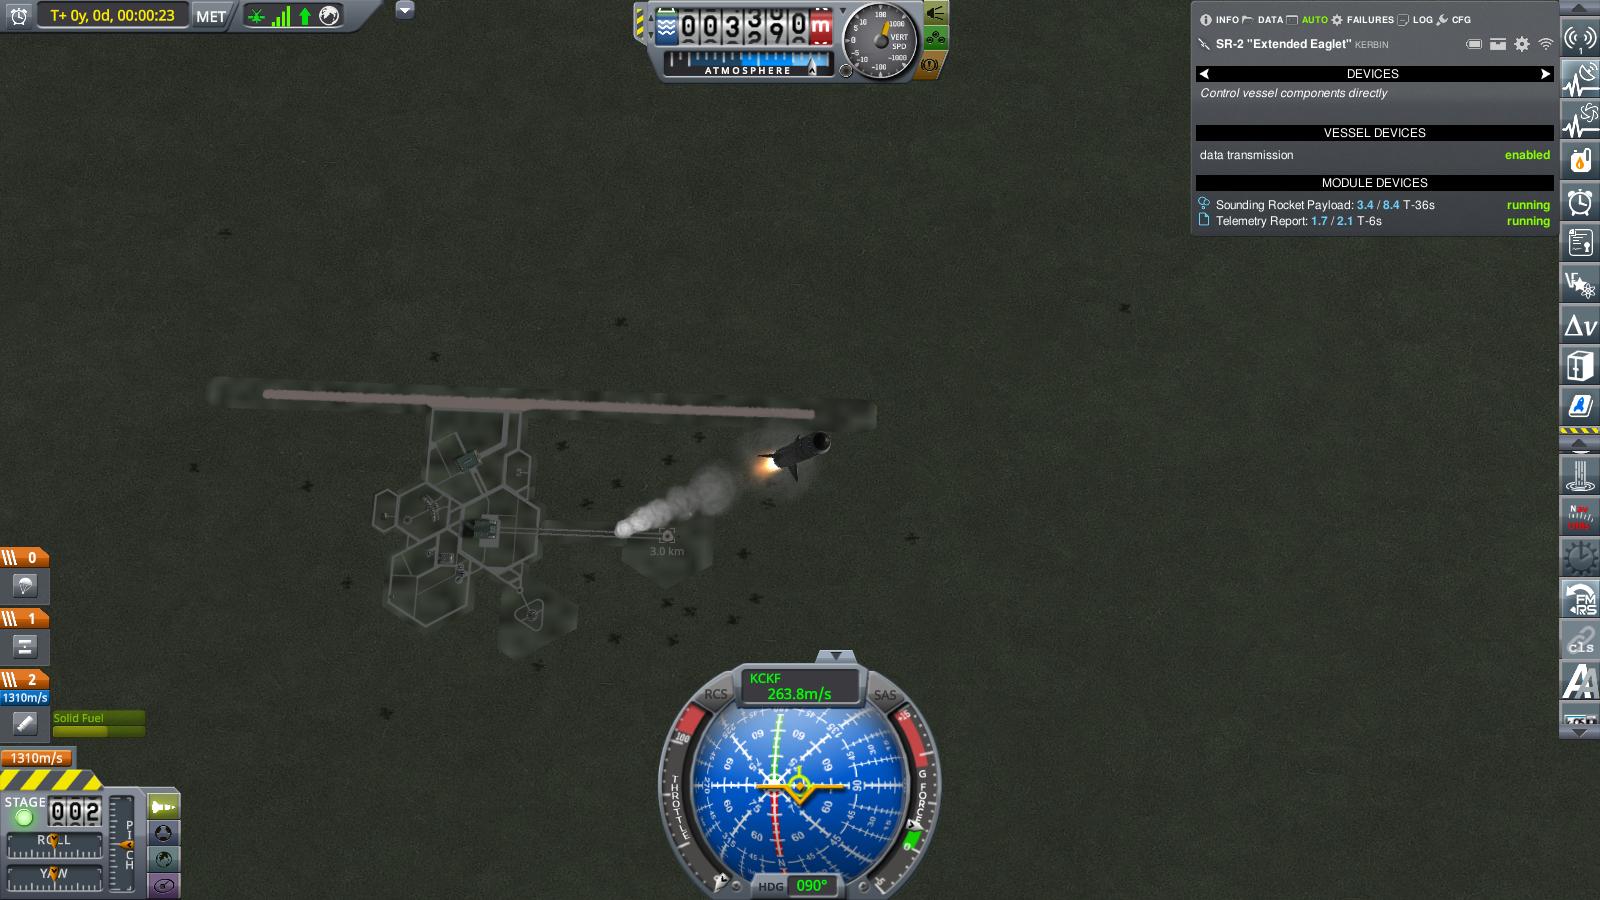 T+ 0y, 0d, 00:00:23 MET
003390 m
ATMOSPHERE
VERT
SPD
INFO DATA AUTO FAILURES LOG CFG
SR-2 "Extended Eaglet" KERBIN
DEVICES
Control vessel components directly
VESSEL DEVICES
data transmission enabled
MODULE DEVICES
Sounding Rocket Payload: 3.4 / 8.4 T-36s running
Telemetry Report: 1.7 / 2.1 T-6s running
Δv
cls
3.0 km
0
1
2
1310m/s
Solid Fuel
1310m/s
STAGE 002
ROLL
YAW
PITCH
RCS
KCKF
263.8m/s
SAS
THROTTLE
G FORCE
HDG 090°